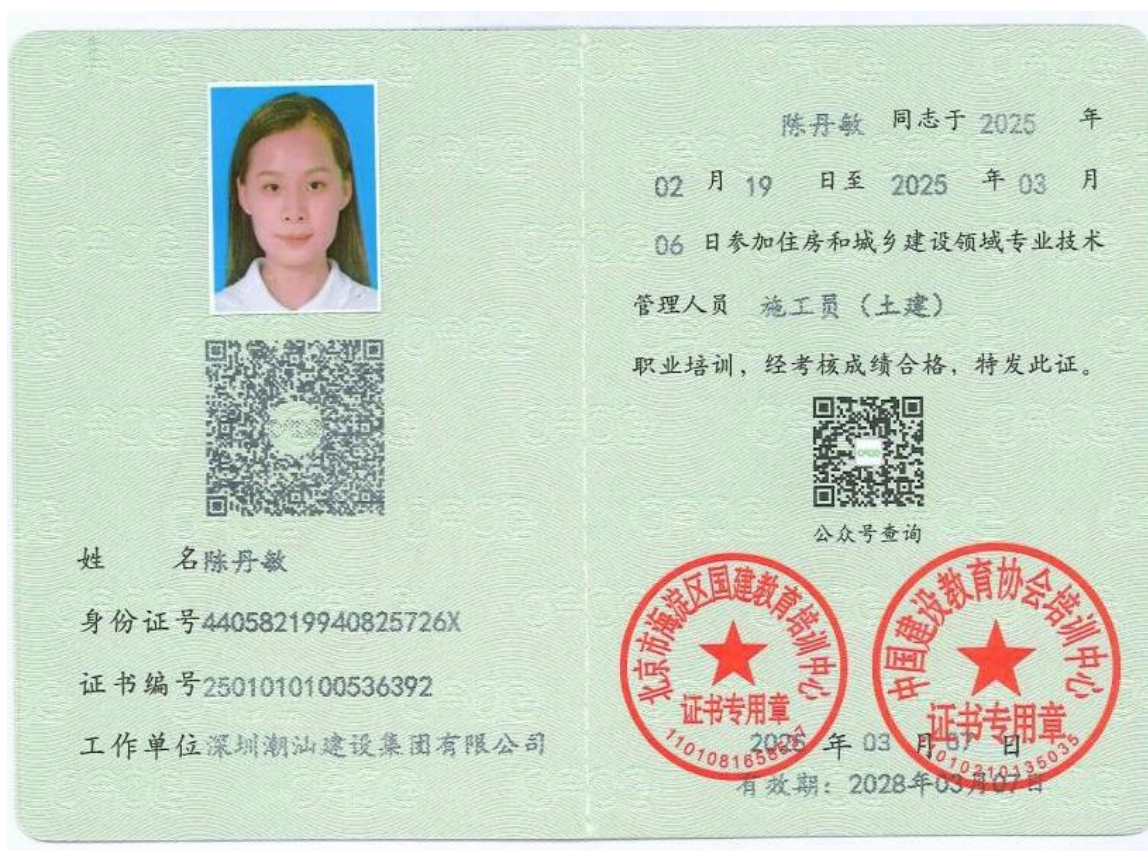 姓 名陈丹敏
身份证号44058219940825726X
证书编号2501010100536392
工作单位深圳潮汕建设集团有限公司
陈丹敏 同志于 2025 年
02 月 19 日至 2025 年 03 月
06 日参加住房和城乡建设领域专业技术
管理人员 施工员（土建）
职业培训，经考核成绩合格，特发此证。
公众号查询
北京市海淀区国建教育培训中心
证书专用章
中国建设教育协会培训中心
证书专用章
2025 年 03 月 07 日
有效期：2028年03月07日